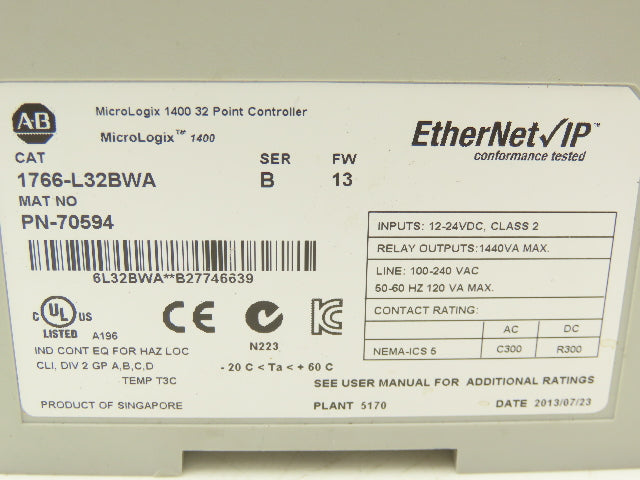 A-B
MicroLogix 1400 32 Point Controller
MicroLogix™ 1400
EtherNet/IP™
conformance tested
CAT SER FW
1766-L32BWA B 13
MAT NO
PN-70594
6L32BWA**B27746639
INPUTS: 12-24VDC, CLASS 2
RELAY OUTPUTS:1440VA MAX.
LINE: 100-240 VAC
50-60 HZ 120 VA MAX.
CONTACT RATING:
AC DC
NEMA-ICS 5 C300 R300
C UL US
LISTED A196
CE
C
KC
N223
IND CONT EQ FOR HAZ LOC
CLI, DIV 2 GP A,B,C,D
TEMP T3C
- 20 C < Ta < + 60 C
SEE USER MANUAL FOR ADDITIONAL RATINGS
PRODUCT OF SINGAPORE PLANT 5170 DATE 2013/07/23